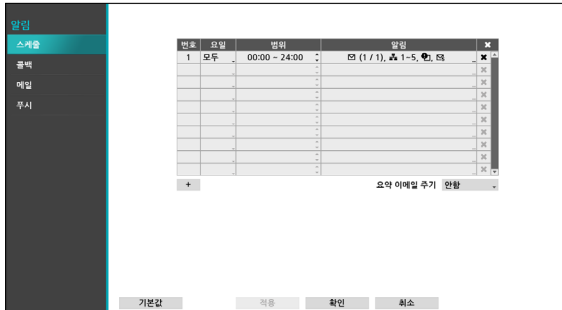 알림
스케줄
콜백
메일
푸시
번호 요일 범위 알림
1 모두 00:00 ~ 24:00 (1 / 1), 1~5,
+ 요약 이메일 주기 안함
기본값 적용 확인 취소